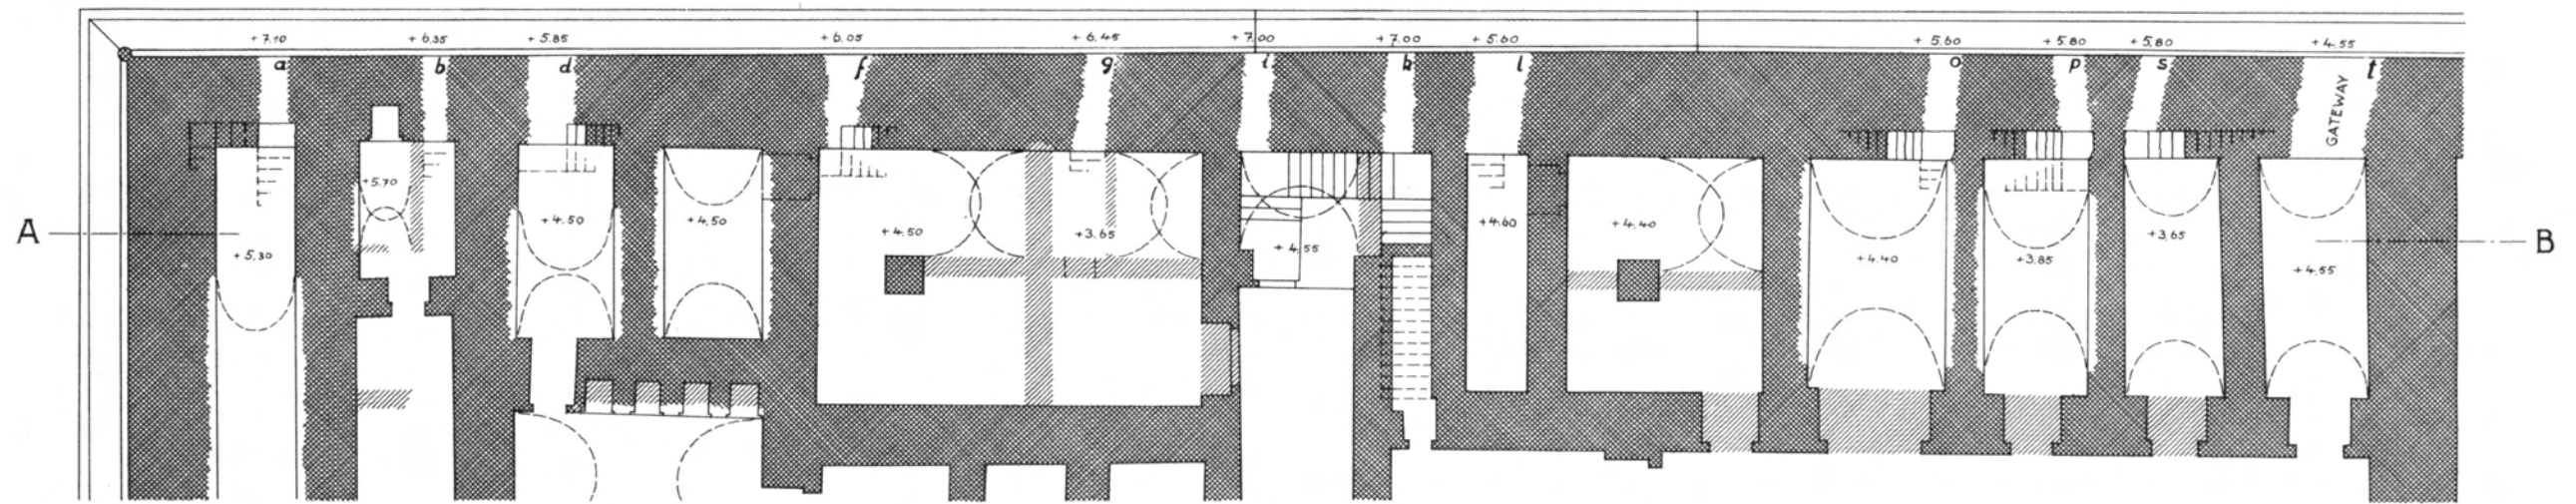 +7.10 +6.35 +5.85 +6.05 +6.45 +7.00 +7.00 +5.60 +5.60 +5.80 +5.80 +4.55
a b d f g i k l o p s t
GATEWAY
+5.70
A +5.30 +4.50 +4.50 +4.50 +3.65 +4.55 +4.60 +4.40 +4.40 +3.85 +3.65 +4.55 B